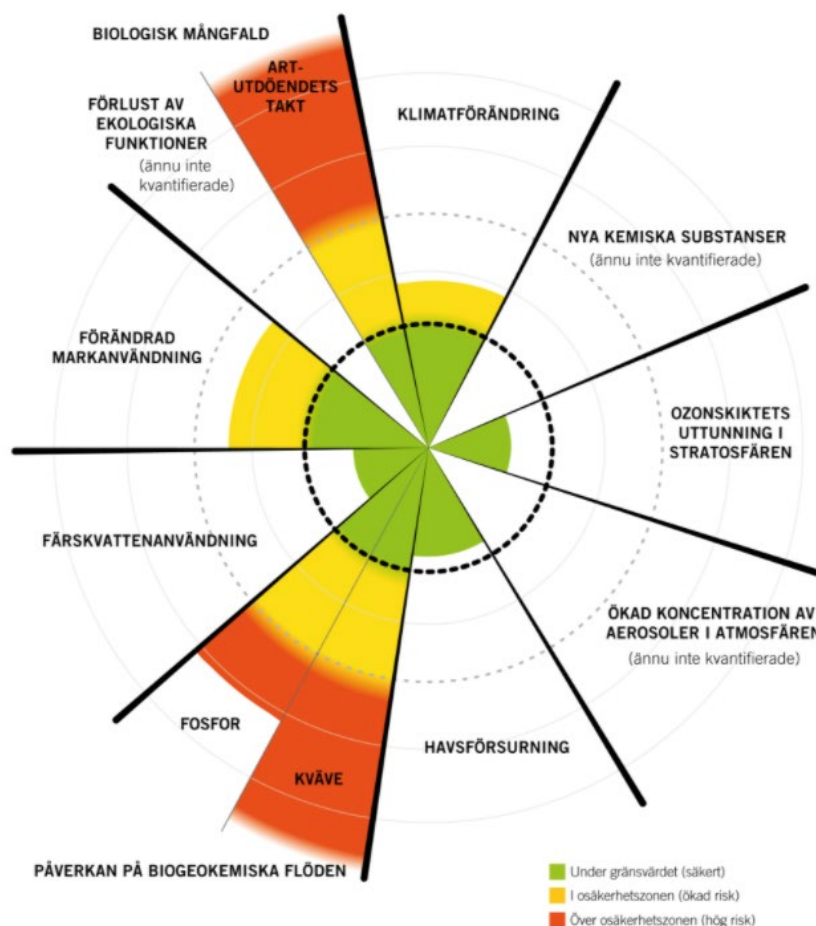 BIOLOGISK MÅNGFALD
ART-
UTDÖENDETS
TAKT
FÖRLUST AV
EKOLOGISKA
FUNKTIONER
(ännu inte
kvantifierade)
KLIMATFÖRÄNDRING
NYA KEMISKA SUBSTANSER
(ännu inte kvantifierade)
FÖRÄNDRAD
MARKANVÄNDNING
OZONSKIKTETS
UTTUNNING I
STRATOSFÄREN
FÄRSKVATTENANVÄNDNING
ÖKAD KONCENTRATION AV
AEROSOLER I ATMOSFÄREN
(ännu inte kvantifierade)
FOSFOR
KVÄVE
HAVSFÖRSURNING
PÅVERKAN PÅ BIOGEOKEMISKA FLÖDEN
Under gränsvärdet (säkert)
I osäkerhetszonen (ökad risk)
Över osäkerhetszonen (hög risk)